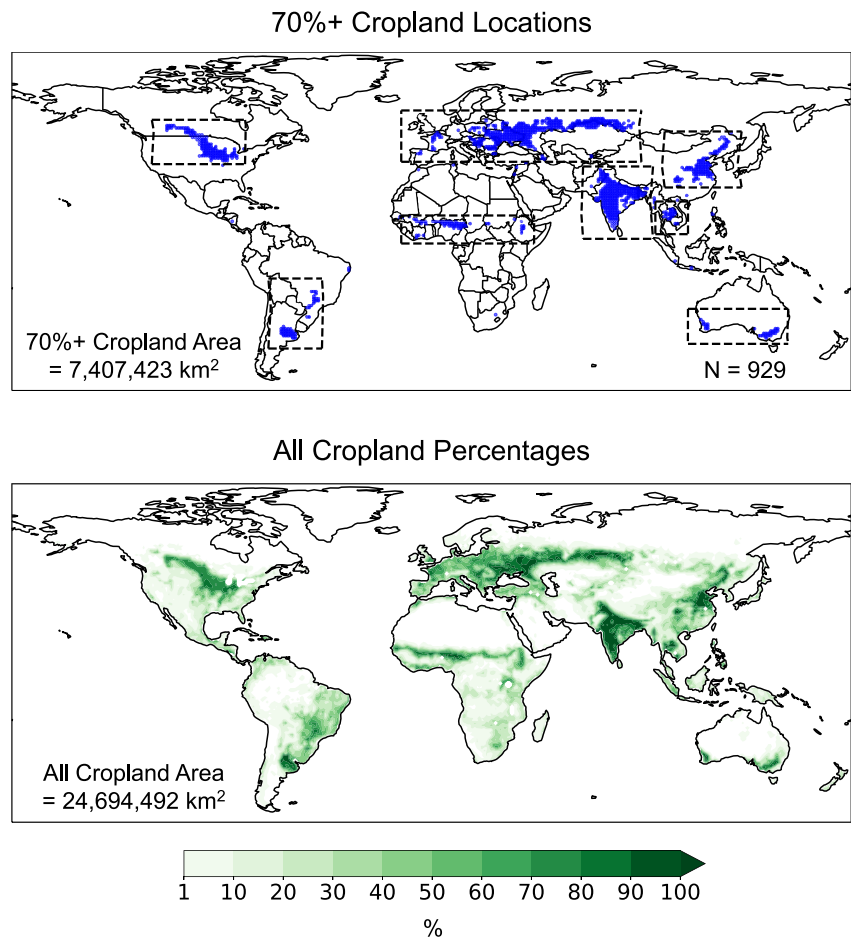 70%+ Cropland Locations
70%+ Cropland Area
= 7,407,423 km²
N = 929
All Cropland Percentages
All Cropland Area
= 24,694,492 km²
1 10 20 30 40 50 60 70 80 90 100
%